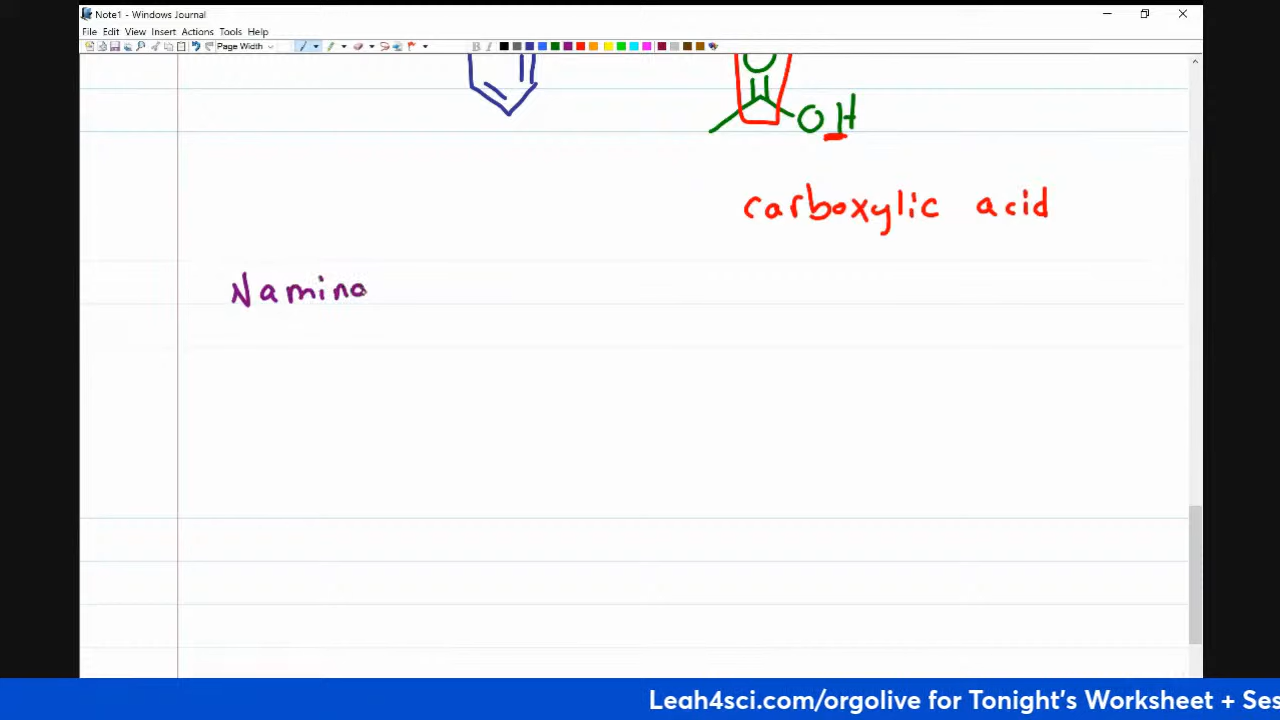 Note1 - Windows Journal
File Edit View Insert Actions Tools Help
Page Width
B I
O
OH
carboxylic acid
Namino
Leah4sci.com/orgolive for Tonight's Worksheet + Ses